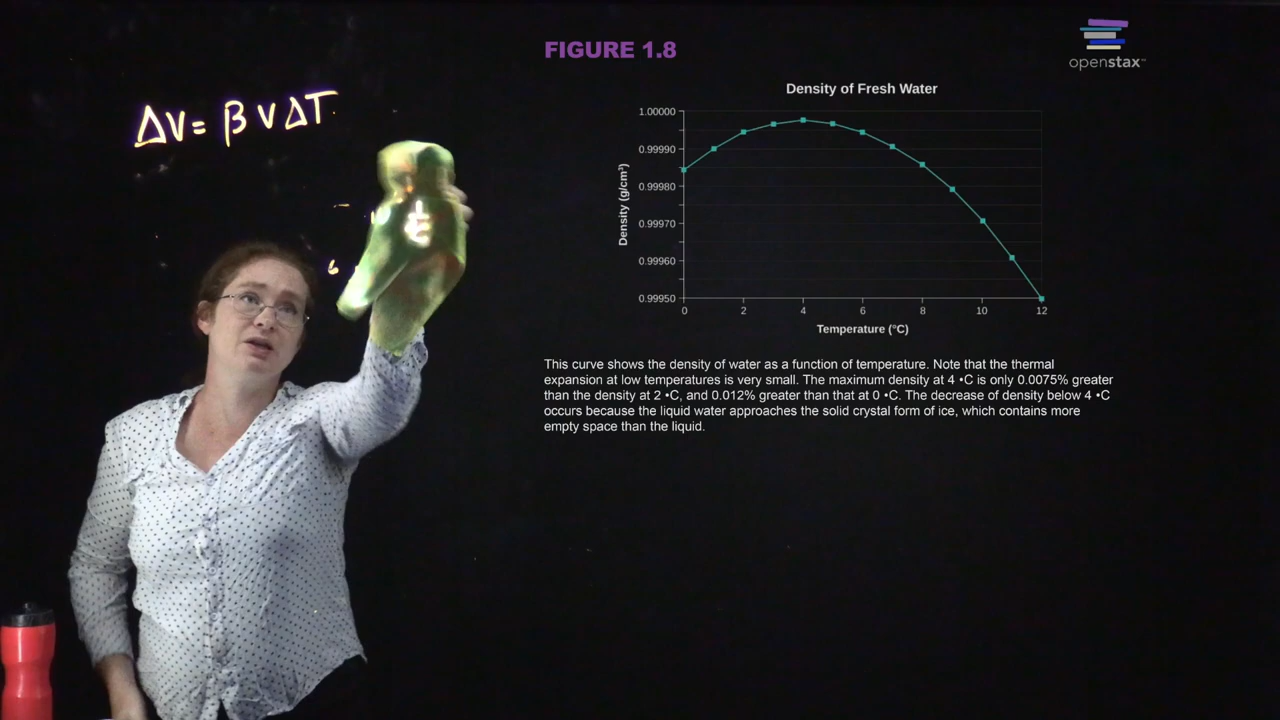 ΔV = β V ΔT
FIGURE 1.8
openstax™
Density of Fresh Water
1.00000
0.99990
0.99980
0.99970
0.99960
0.99950
Density (g/cm³)
0 2 4 6 8 10 12
Temperature (°C)
This curve shows the density of water as a function of temperature. Note that the thermal
expansion at low temperatures is very small. The maximum density at 4 •C is only 0.0075% greater
than the density at 2 •C, and 0.012% greater than that at 0 •C. The decrease of density below 4 •C
occurs because the liquid water approaches the solid crystal form of ice, which contains more
empty space than the liquid.